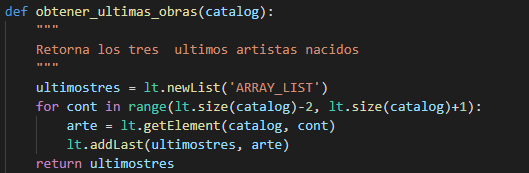 def obtener_ultimas_obras(catalog):
    """
    Retorna los tres  ultimos artistas nacidos
    """
    ultimostres = lt.newList('ARRAY_LIST')
    for cont in range(lt.size(catalog)-2, lt.size(catalog)+1):
        arte = lt.getElement(catalog, cont)
        lt.addLast(ultimostres, arte)
    return ultimostres